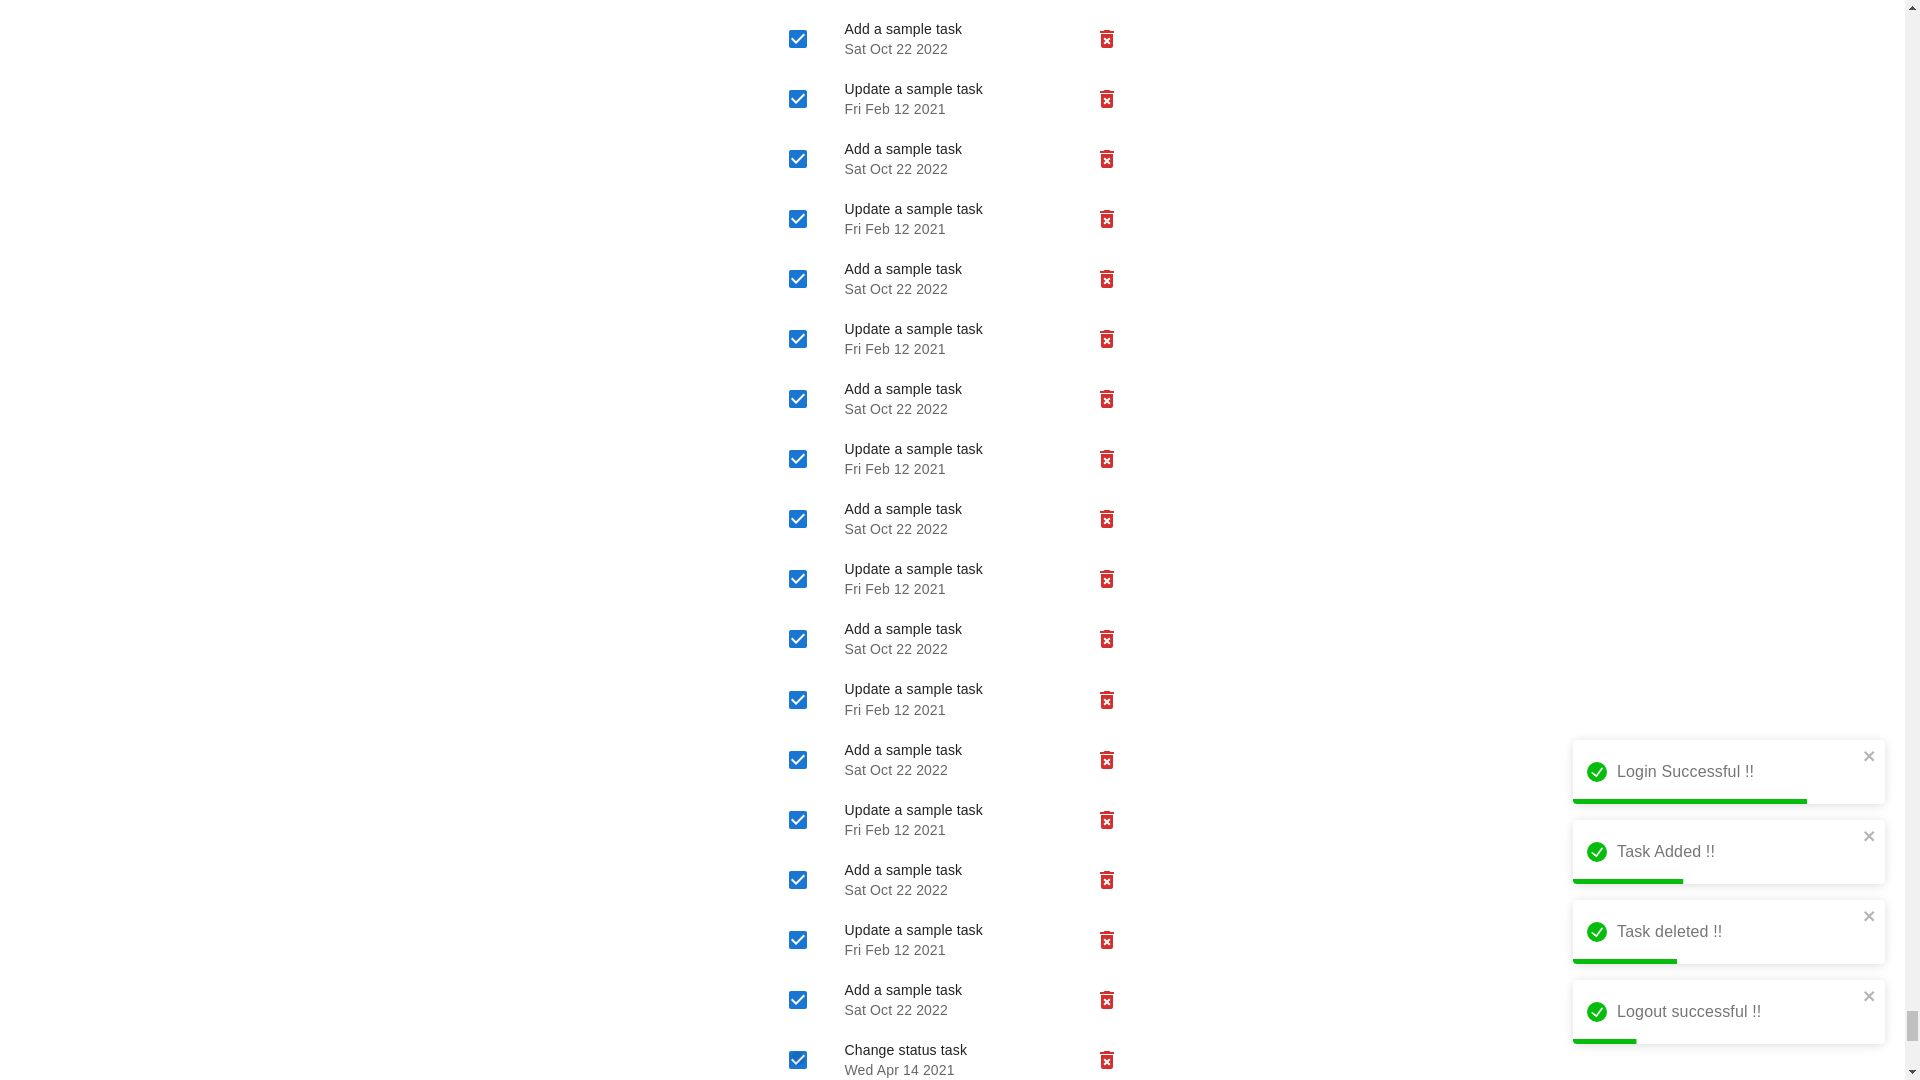 Add a sample task
Sat Oct 22 2022
Update a sample task
Fri Feb 12 2021
Add a sample task
Sat Oct 22 2022
Update a sample task
Fri Feb 12 2021
Add a sample task
Sat Oct 22 2022
Update a sample task
Fri Feb 12 2021
Add a sample task
Sat Oct 22 2022
Update a sample task
Fri Feb 12 2021
Add a sample task
Sat Oct 22 2022
Update a sample task
Fri Feb 12 2021
Add a sample task
Sat Oct 22 2022
Update a sample task
Fri Feb 12 2021
Add a sample task
Sat Oct 22 2022
Update a sample task
Fri Feb 12 2021
Add a sample task
Sat Oct 22 2022
Update a sample task
Fri Feb 12 2021
Add a sample task
Sat Oct 22 2022
Change status task
Wed Apr 14 2021
Login Successful !!
Task Added !!
Task deleted !!
Logout successful !!